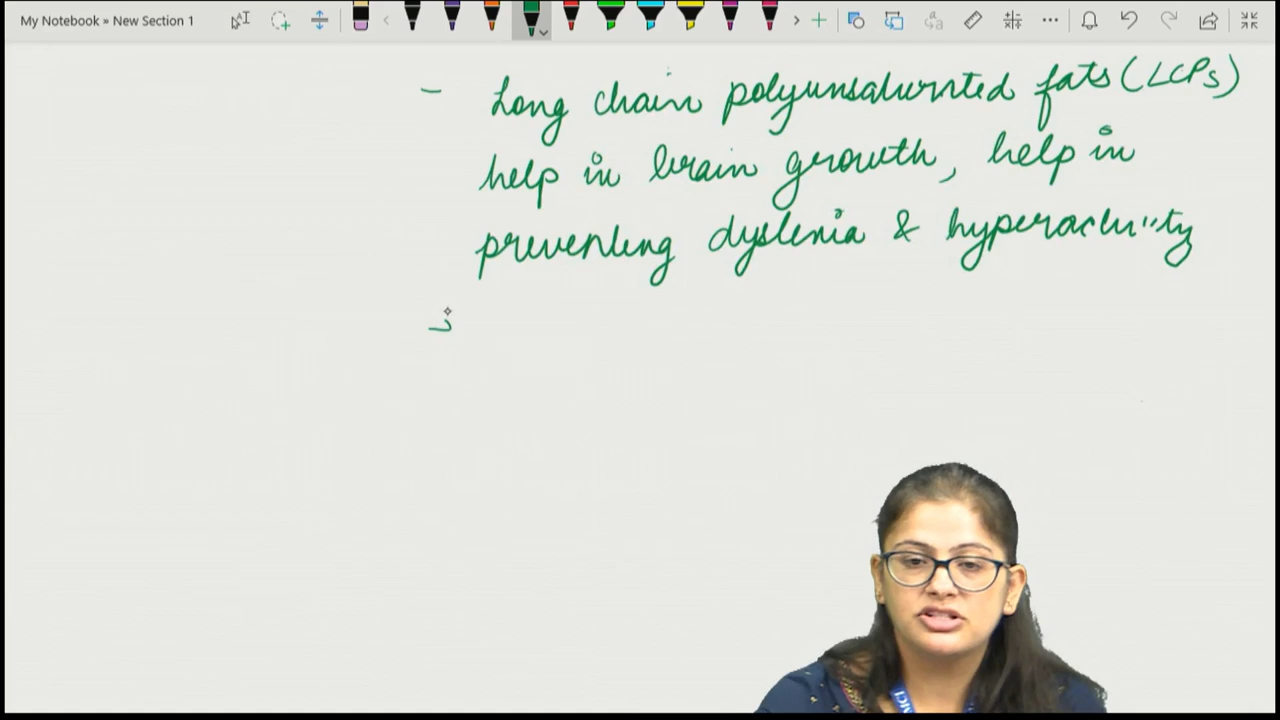 My Notebook » New Section 1
- Long chain polyunsaturated fats (LCPs)
help in brain growth, help in
preventing dyslexia & hyperactivity
MCI